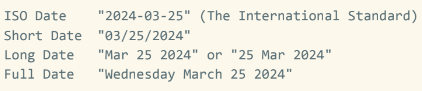 ISO Date    "2024-03-25" (The International Standard)
Short Date  "03/25/2024"
Long Date   "Mar 25 2024" or "25 Mar 2024"
Full Date   "Wednesday March 25 2024"